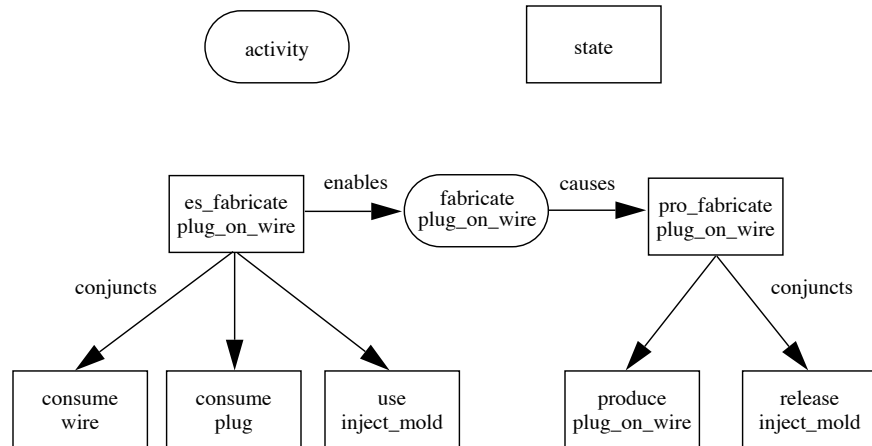 activity
state
enables
causes
es_fabricate
plug_on_wire
fabricate
plug_on_wire
pro_fabricate
plug_on_wire
conjuncts
conjuncts
consume
wire
consume
plug
use
inject_mold
produce
plug_on_wire
release
inject_mold